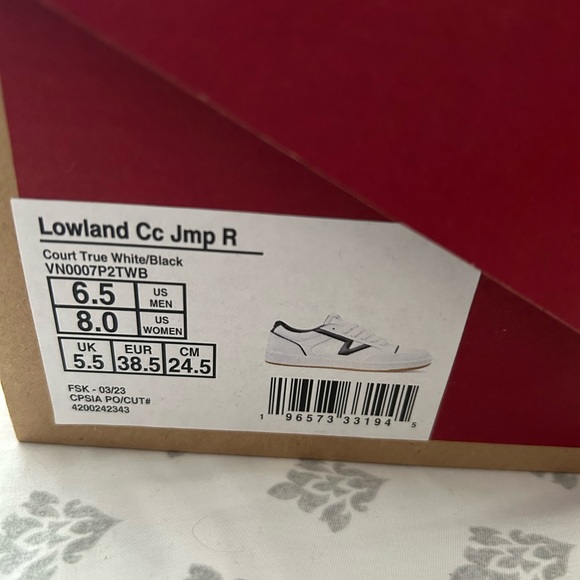 Lowland Cc Jmp R
Court True White/Black
VN0007P2TWB
6.5 US MEN
8.0 US WOMEN
UK 5.5 EUR 38.5 CM 24.5
FSK - 03/23
CPSIA PO/CUT#
4200242343
1 96573 33194 5